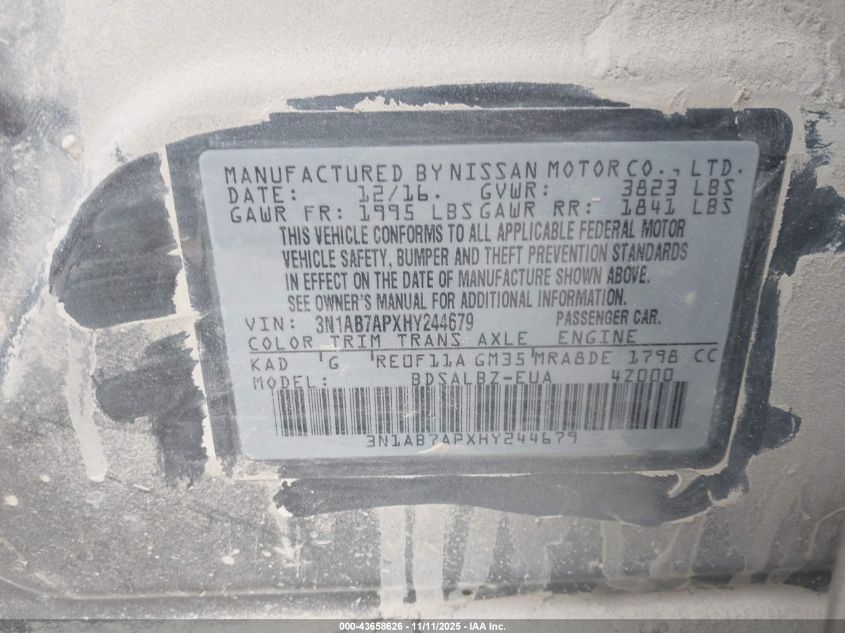 MANUFACTURED BY NISSAN MOTOR CO., LTD.
DATE: 12/16. GVWR: 3823 LBS
GAWR FR: 1995 LBS GAWR RR: 1841 LBS
THIS VEHICLE CONFORMS TO ALL APPLICABLE FEDERAL MOTOR
VEHICLE SAFETY, BUMPER AND THEFT PREVENTION STANDARDS
IN EFFECT ON THE DATE OF MANUFACTURE SHOWN ABOVE.
SEE OWNER'S MANUAL FOR ADDITIONAL INFORMATION.
VIN: 3N1AB7APXHY244679 PASSENGER CAR.
COLOR TRIM TRANS AXLE ENGINE
KAD G RE0F11A GM35 MRA8DE 1798 CC
MODEL: BDSALBZ-EUA 4Z000
3N1AB7APXHY244679
000-43658626 - 11/11/2025 - IAA Inc.